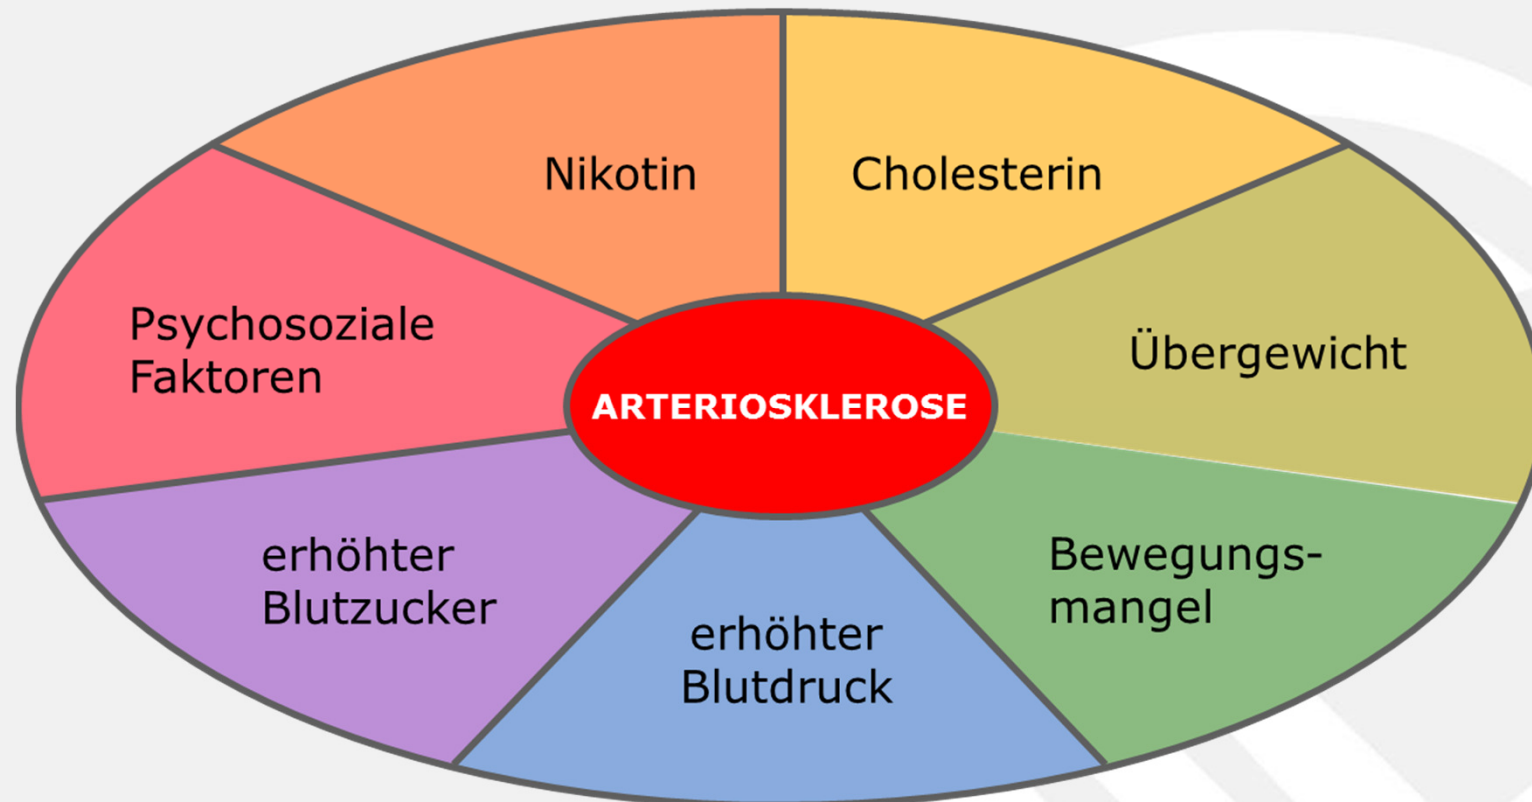 Nikotin
Cholesterin
Psychosoziale
Faktoren
Übergewicht
ARTERIOSKLEROSE
erhöhter
Blutzucker
Bewegungs-
mangel
erhöhter
Blutdruck